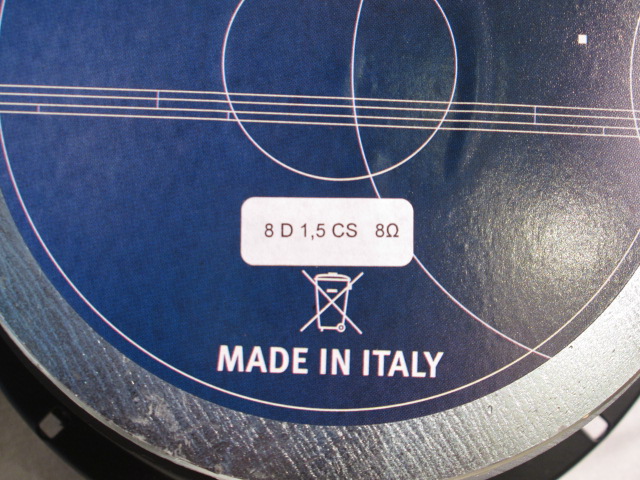 8 D 1,5 CS 8Ω
MADE IN ITALY